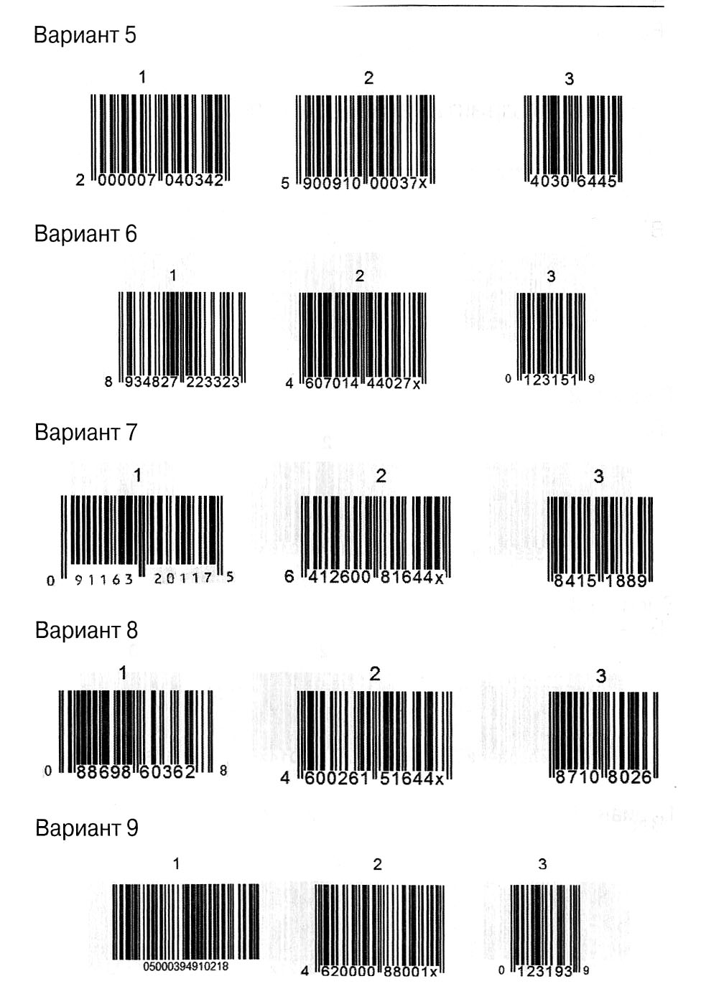 Вариант 5
1 2 3
2 000007 040342 5 900910 00037x 4030 6445
Вариант 6
1 2 3
8 934827 223323 4 607014 44027x 0 123151 9
Вариант 7
1 2 3
0 91163 20117 5 6 412600 81644x 8415 1889
Вариант 8
1 2 3
0 88698 60362 8 4 600261 51644x 8710 8026
Вариант 9
1 2 3
05000394910218 4 620000 88001x 0 123193 9